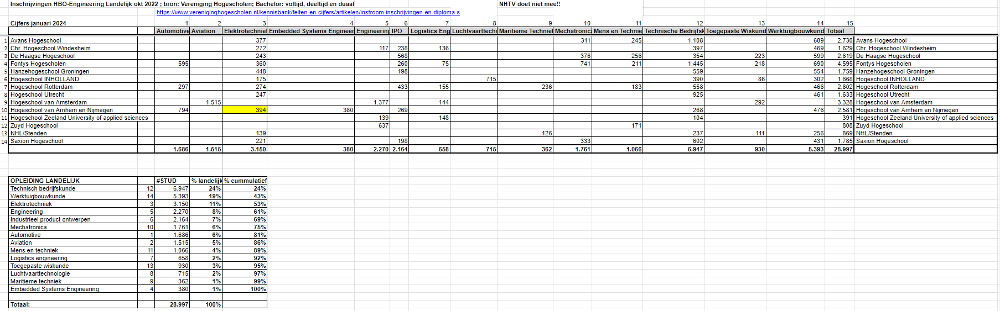 Inschrijvingen HBO-Engineering Landelijk okt 2022 ; bron: Vereniging Hogescholen; Bachelor: voltijd, deeltijd en duaal NHTV doet niet mee!!
https://www.vereniginghogescholen.nl/kennisbank/feiten-en-cijfers/artikelen/instroom-inschrijvingen-en-diploma-s
Cijfers januari 2024 1 2 3 4 5 6 7 8 9 10 11 12 13 14 15
Automotive Aviation Elektrotechniel Embedded Systems Engineer Engineering IPO Logistics Eng Luchtvaarttech Maritieme Techniel Mechatronic Mens en Technie Technische Bedrijfsk Toegepaste Wiskund Werktuigbouwkund Totaal
1 Avans Hogeschool 377 311 245 1.108 689 2.730 Avans Hogeschool
2 Chr. Hogeschool Windesheim 272 117 238 136 397 469 1.629 Chr. Hogeschool Windesheim
3 De Haagse Hogeschool 243 568 376 256 354 223 599 2.619 De Haagse Hogeschool
4 Fontys Hogescholen 595 360 260 75 741 211 1.445 218 690 4.595 Fontys Hogescholen
5 Hanzehogeschool Groningen 448 198 559 554 1.759 Hanzehogeschool Groningen
6 Hogeschool INHOLLAND 175 715 390 86 302 1.668 Hogeschool INHOLLAND
7 Hogeschool Rotterdam 297 274 433 155 236 183 558 466 2.602 Hogeschool Rotterdam
8 Hogeschool Utrecht 247 925 461 1.633 Hogeschool Utrecht
9 Hogeschool van Amsterdam 1.515 1.377 144 292 3.328 Hogeschool van Amsterdam
10 Hogeschool van Arnhem en Nijmegen 794 394 380 269 268 476 2.581 Hogeschool van Arnhem en Nijmegen
11 Hogeschool Zeeland University of applied sciences 139 148 104 391 Hogeschool Zeeland University of applied sciences
12 Zuyd Hogeschool 637 171 808 Zuyd Hogeschool
13 NHL/Stenden 139 126 237 111 256 869 NHL/Stenden
14 Saxion Hogeschool 221 198 333 602 431 1.785 Saxion Hogeschool
1.686 1.515 3.150 380 2.270 2.164 658 715 362 1.761 1.066 6.947 930 5.393 28.997
OPLEIDING LANDELIJK #STUD % landelijk % cummulatief
Technisch bedrijfskunde 12 6.947 24% 24%
Werktuigbouwkunde 14 5.393 19% 43%
Elektrotechniek 3 3.150 11% 53%
Engineering 5 2.270 8% 61%
Industrieel product ontwerpen 6 2.164 7% 69%
Mechatronica 10 1.761 6% 75%
Automotive 1 1.686 6% 81%
Aviation 2 1.515 5% 86%
Mens en techniek 11 1.066 4% 89%
Logistics engineering 7 658 2% 92%
Toegepaste wiskunde 13 930 3% 95%
Luchtvaarttechnologie 8 715 2% 97%
Maritieme techniek 9 362 1% 99%
Embedded Systems Engineering 4 380 1% 100%
Totaal: 28.997 100%